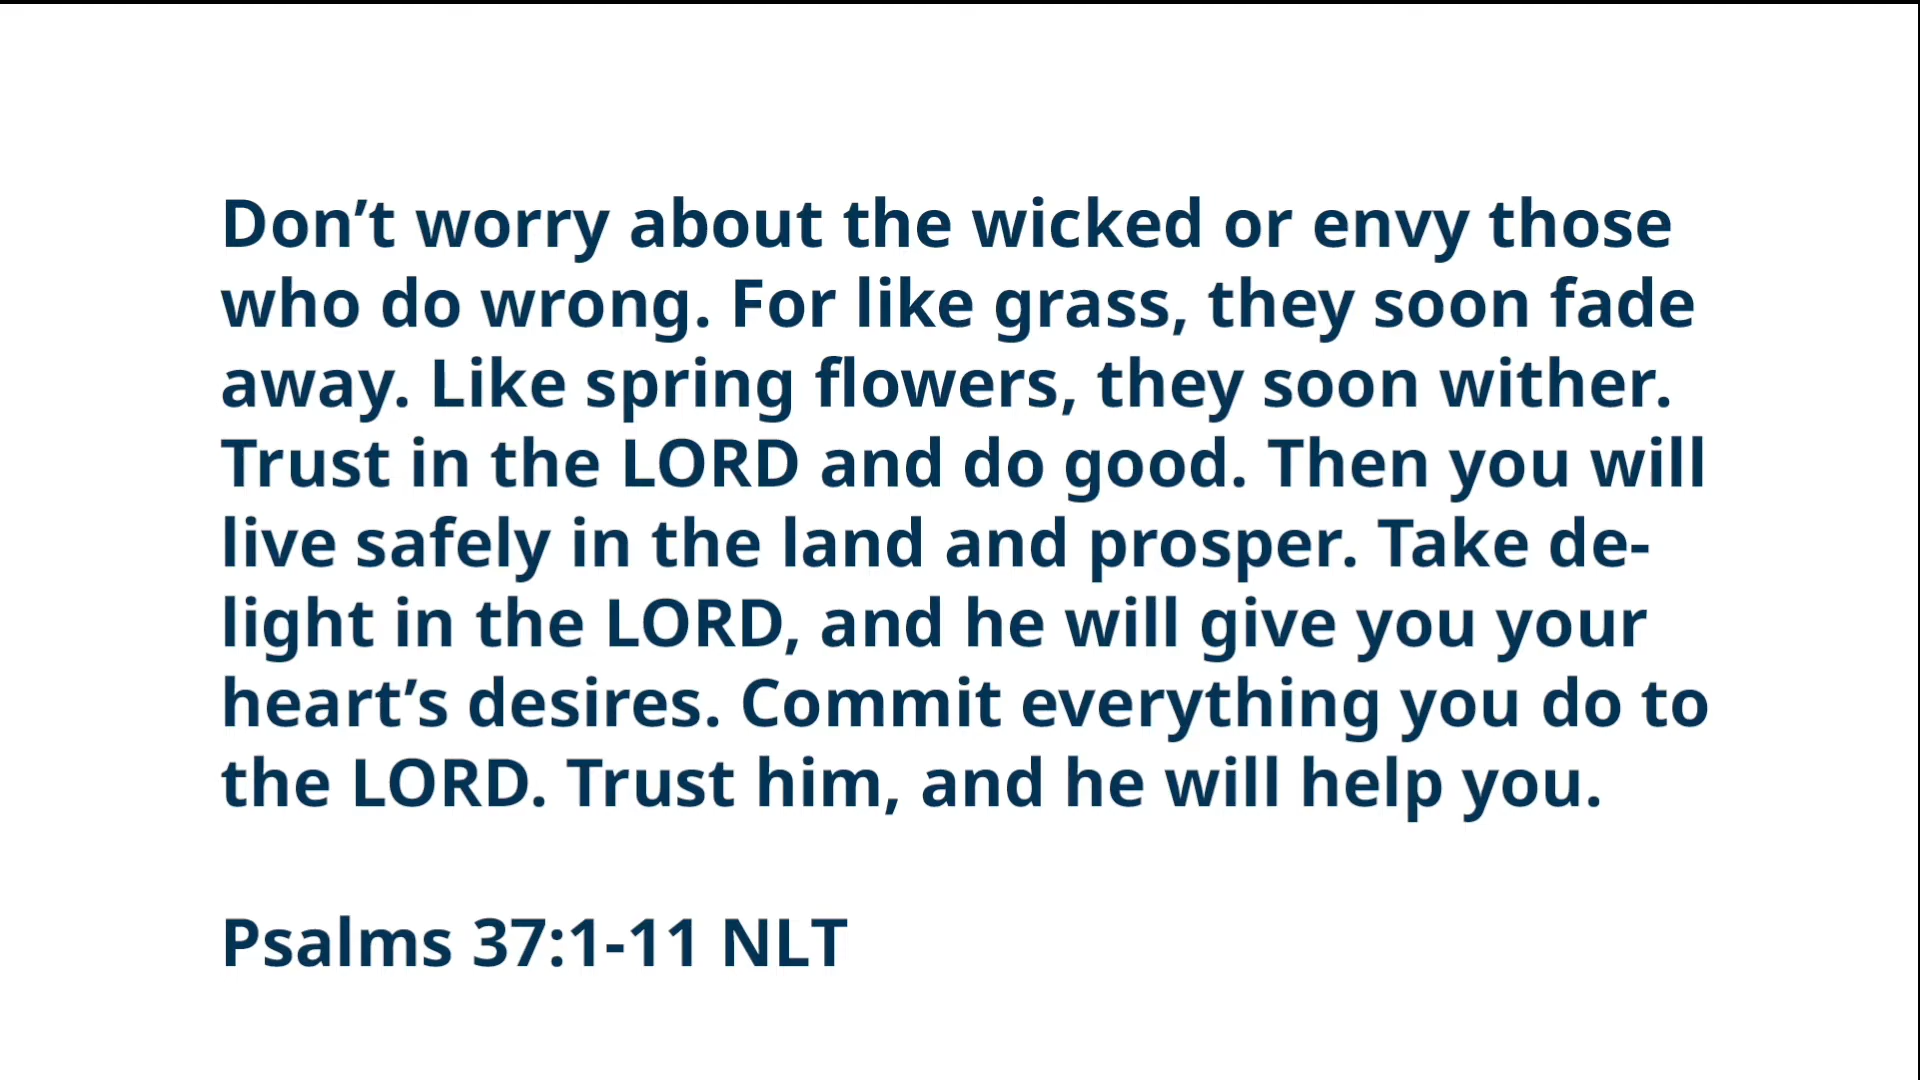 Don’t worry about the wicked or envy those
who do wrong. For like grass, they soon fade
away. Like spring flowers, they soon wither.
Trust in the LORD and do good. Then you will
live safely in the land and prosper. Take de-
light in the LORD, and he will give you your
heart’s desires. Commit everything you do to
the LORD. Trust him, and he will help you.
Psalms 37:1-11 NLT